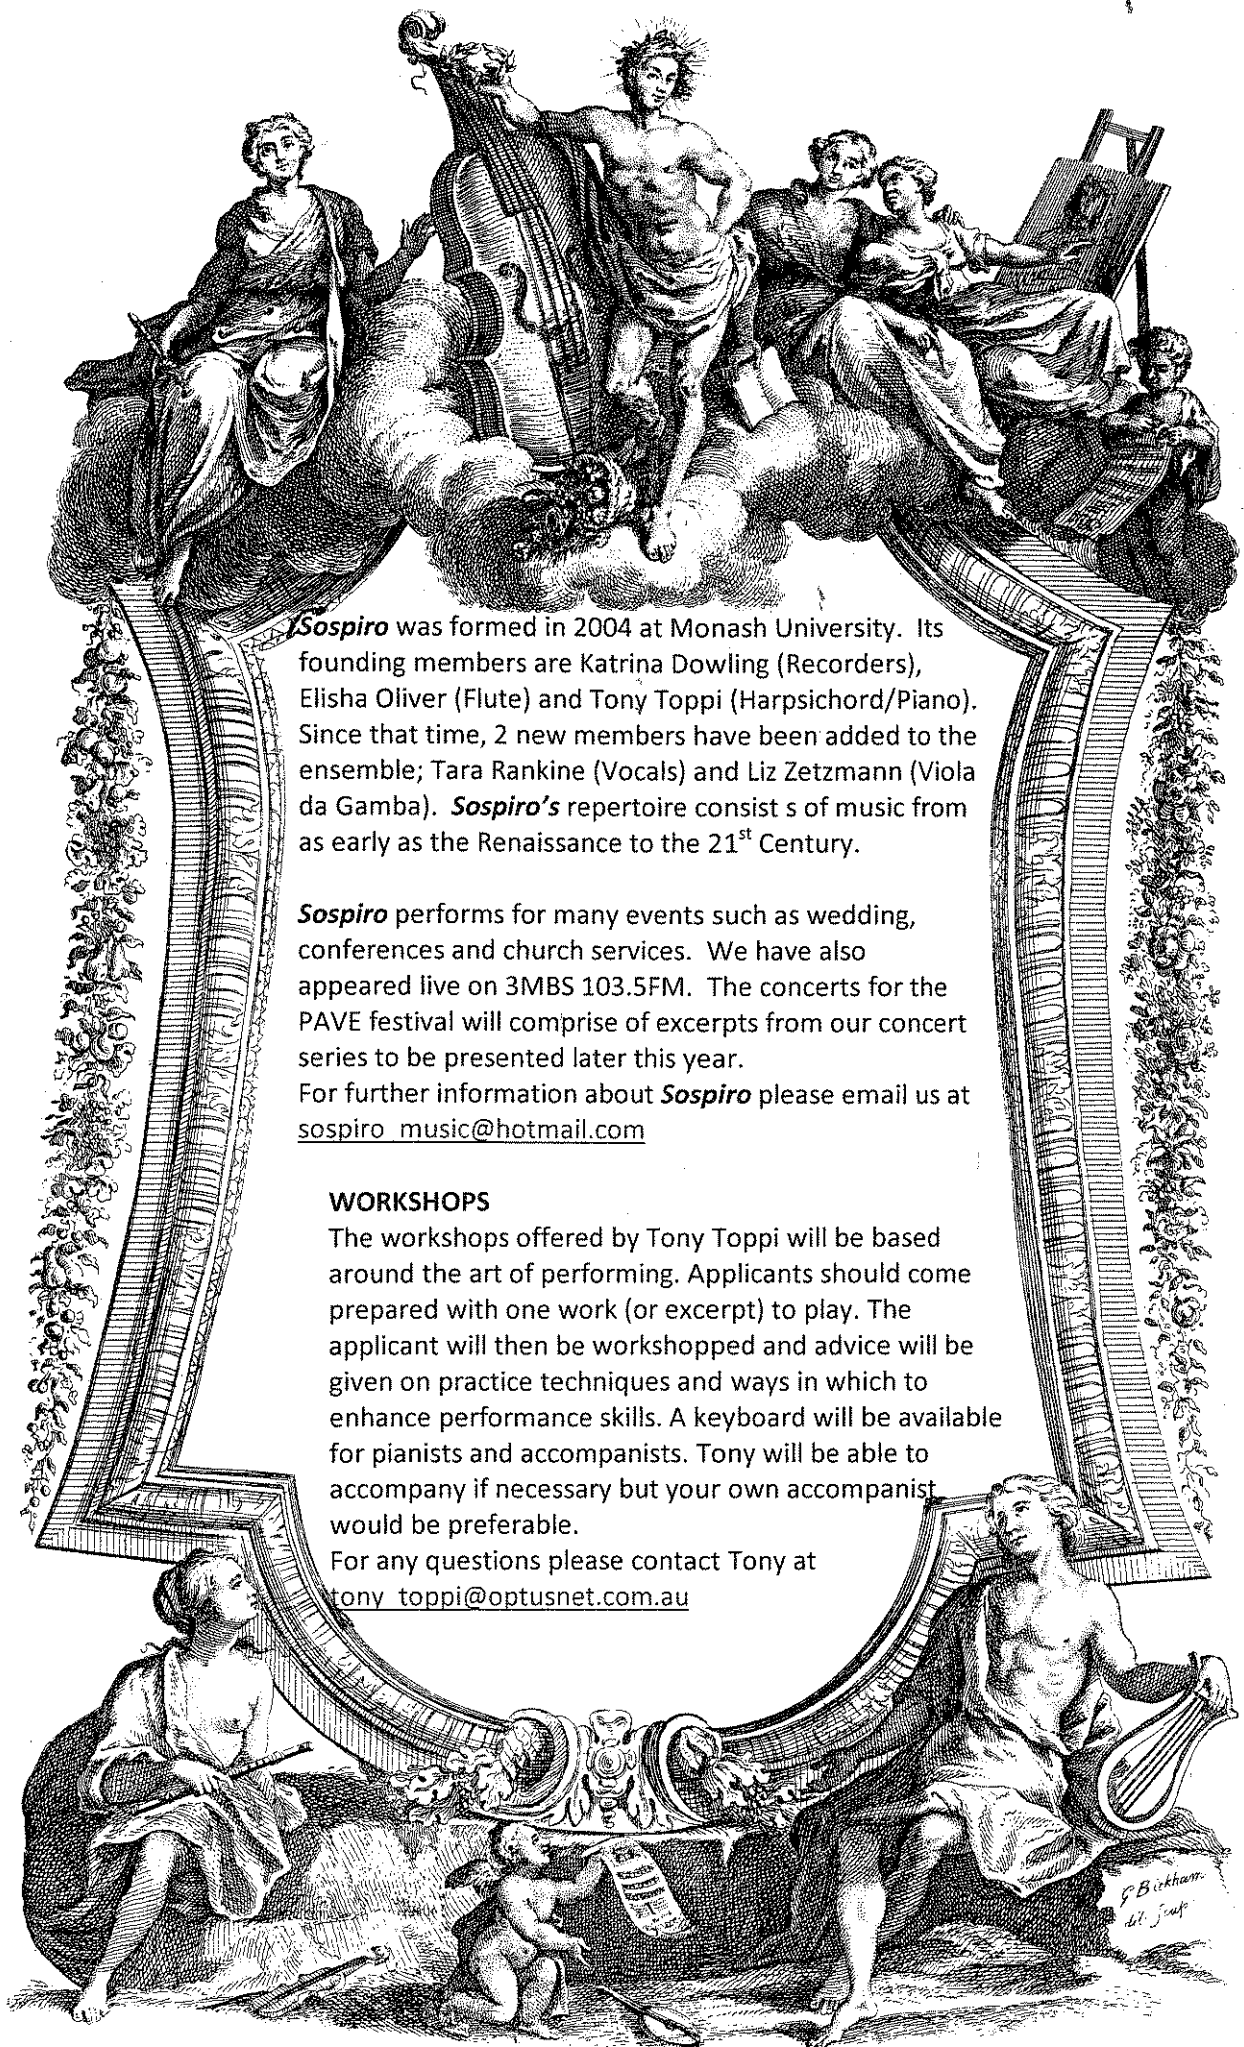 Sospiro was formed in 2004 at Monash University. Its
founding members are Katrina Dowling (Recorders),
Elisha Oliver (Flute) and Tony Toppi (Harpsichord/Piano).
Since that time, 2 new members have been added to the
ensemble; Tara Rankine (Vocals) and Liz Zetzmann (Viola
da Gamba). Sospiro's repertoire consist s of music from
as early as the Renaissance to the 21st Century.
Sospiro performs for many events such as wedding,
conferences and church services. We have also
appeared live on 3MBS 103.5FM. The concerts for the
PAVE festival will comprise of excerpts from our concert
series to be presented later this year.
For further information about Sospiro please email us at
sospiro_music@hotmail.com
WORKSHOPS
The workshops offered by Tony Toppi will be based
around the art of performing. Applicants should come
prepared with one work (or excerpt) to play. The
applicant will then be workshopped and advice will be
given on practice techniques and ways in which to
enhance performance skills. A keyboard will be available
for pianists and accompanists. Tony will be able to
accompany if necessary but your own accompanist
would be preferable.
For any questions please contact Tony at
tony_toppi@optusnet.com.au
G Bickham
del. sculp